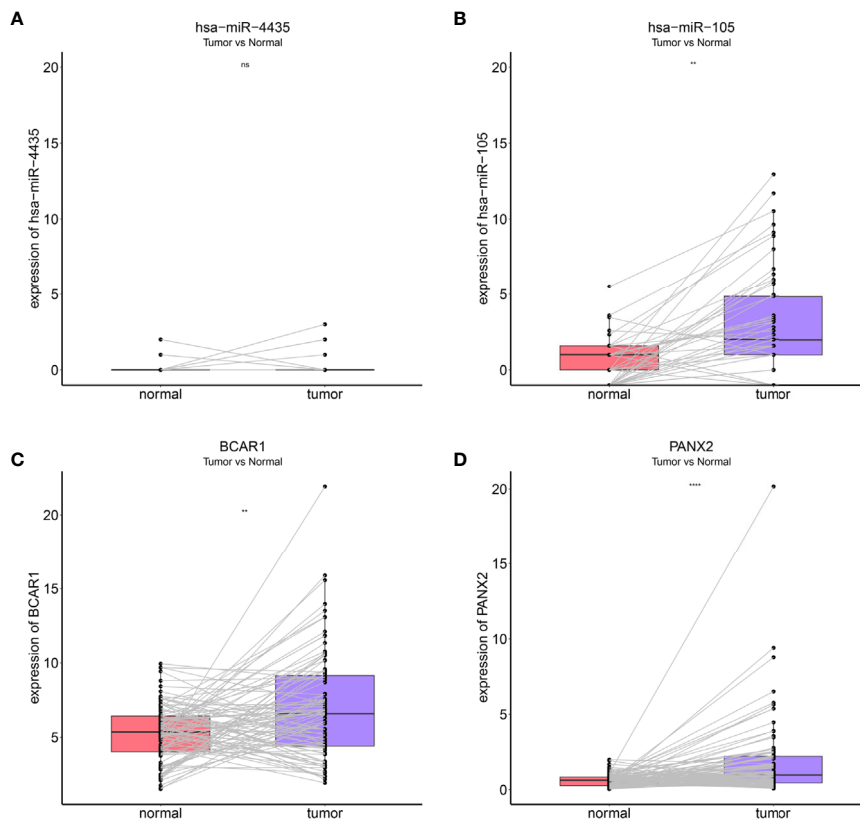 A
hsa−miR−4435
Tumor vs Normal
20
ns
15
10
5
0
expression of hsa−miR−4435
normal
tumor
B
hsa−miR−105
Tumor vs Normal
20
**
15
10
5
0
expression of hsa−miR−105
normal
tumor
C
BCAR1
Tumor vs Normal
20
**
15
10
5
expression of BCAR1
normal
tumor
D
PANX2
Tumor vs Normal
20
****
15
10
5
0
expression of PANX2
normal
tumor